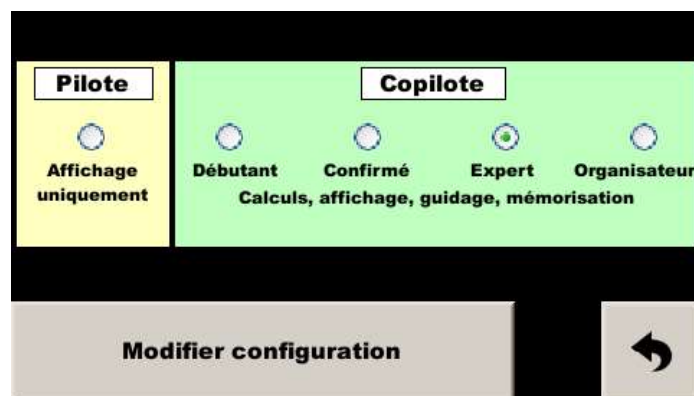 Pilote
Copilote
Affichage
uniquement
Débutant Confirmé Expert Organisateur
Calculs, affichage, guidage, mémorisation
Modifier configuration